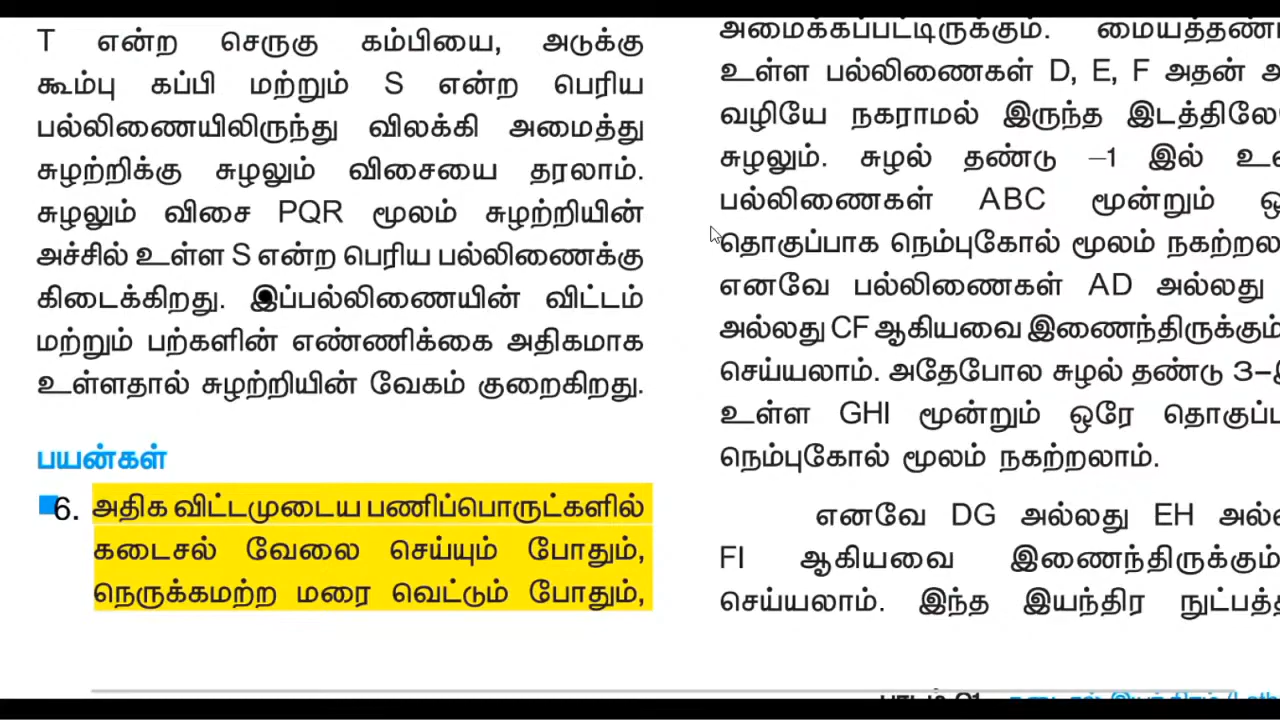 T என்ற செருகு கம்பியை, அடுக்கு
கூம்பு கப்பி மற்றும் S என்ற பெரிய
பல்லிணையிலிருந்து விலக்கி அமைத்து
சுழற்றிக்கு சுழலும் விசையை தரலாம்.
சுழலும் விசை PQR மூலம் சுழற்றியின்
அச்சில் உள்ள S என்ற பெரிய பல்லிணைக்கு
கிடைக்கிறது. இப்பல்லிணையின் விட்டம்
மற்றும் பற்களின் எண்ணிக்கை அதிகமாக
உள்ளதால் சுழற்றியின் வேகம் குறைகிறது.
பயன்கள்
6. அதிக விட்டமுடைய பணிப்பொருட்களில்
கடைசல் வேலை செய்யும் போதும்,
நெருக்கமற்ற மரை வெட்டும் போதும்,
அமைக்கப்பட்டிருக்கும்.
உள்ள பல்லிணைகள் D, E, F அதன்
வழியே நகராமல் இருந்த
சுழலும். சுழல் தண்டு –1 இல்
பல்லிணைகள் ABC மூன்றும்
தொகுப்பாக நெம்புகோல் மூலம்
எனவே பல்லிணைகள் AD அல்லது
அல்லது CF ஆகியவை இணைந்திருக்கும்
செய்யலாம். அதேபோல சுழல் தண்டு 3–
உள்ள GHI மூன்றும் ஒரே
நெம்புகோல் மூலம் நகற்றலாம்.
எனவே DG அல்லது EH
FI ஆகியவை இணைந்திருக்கும்
செய்யலாம். இந்த இயந்திர